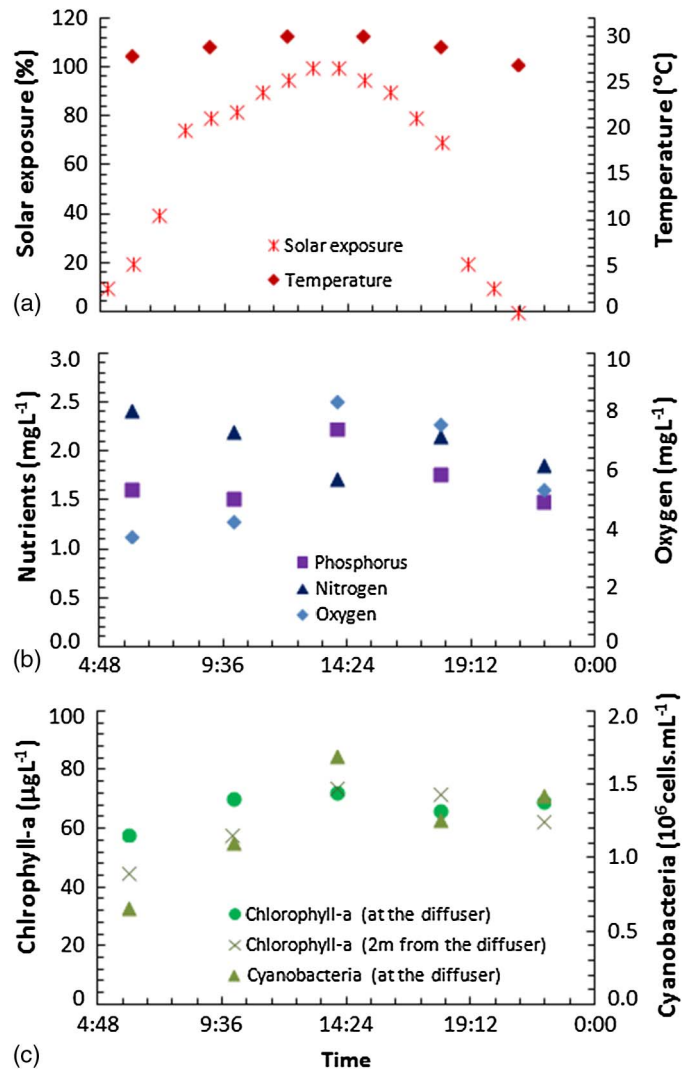 120
100
80
60
40
20
0
Solar exposure (%)
30
25
20
15
10
5
0
Temperature (°C)
Solar exposure
Temperature
(a)
3.0
2.5
2.0
1.5
1.0
0.5
0.0
Nutrients (mgL⁻¹)
10
8
6
4
2
0
Oxygen (mgL⁻¹)
Phosphorus
Nitrogen
Oxygen
(b)
4:48 9:36 14:24 19:12 0:00
100
80
60
40
20
0
Chlrophyll-a (µgL⁻¹)
2.0
1.5
1.0
0.5
0.0
Cyanobacteria (10⁶ cells.mL⁻¹)
Chlorophyll-a (at the diffuser)
Chlorophyll-a (2m from the diffuser)
Cyanobacteria (at the diffuser)
4:48 9:36 14:24 19:12 0:00
(c)
Time